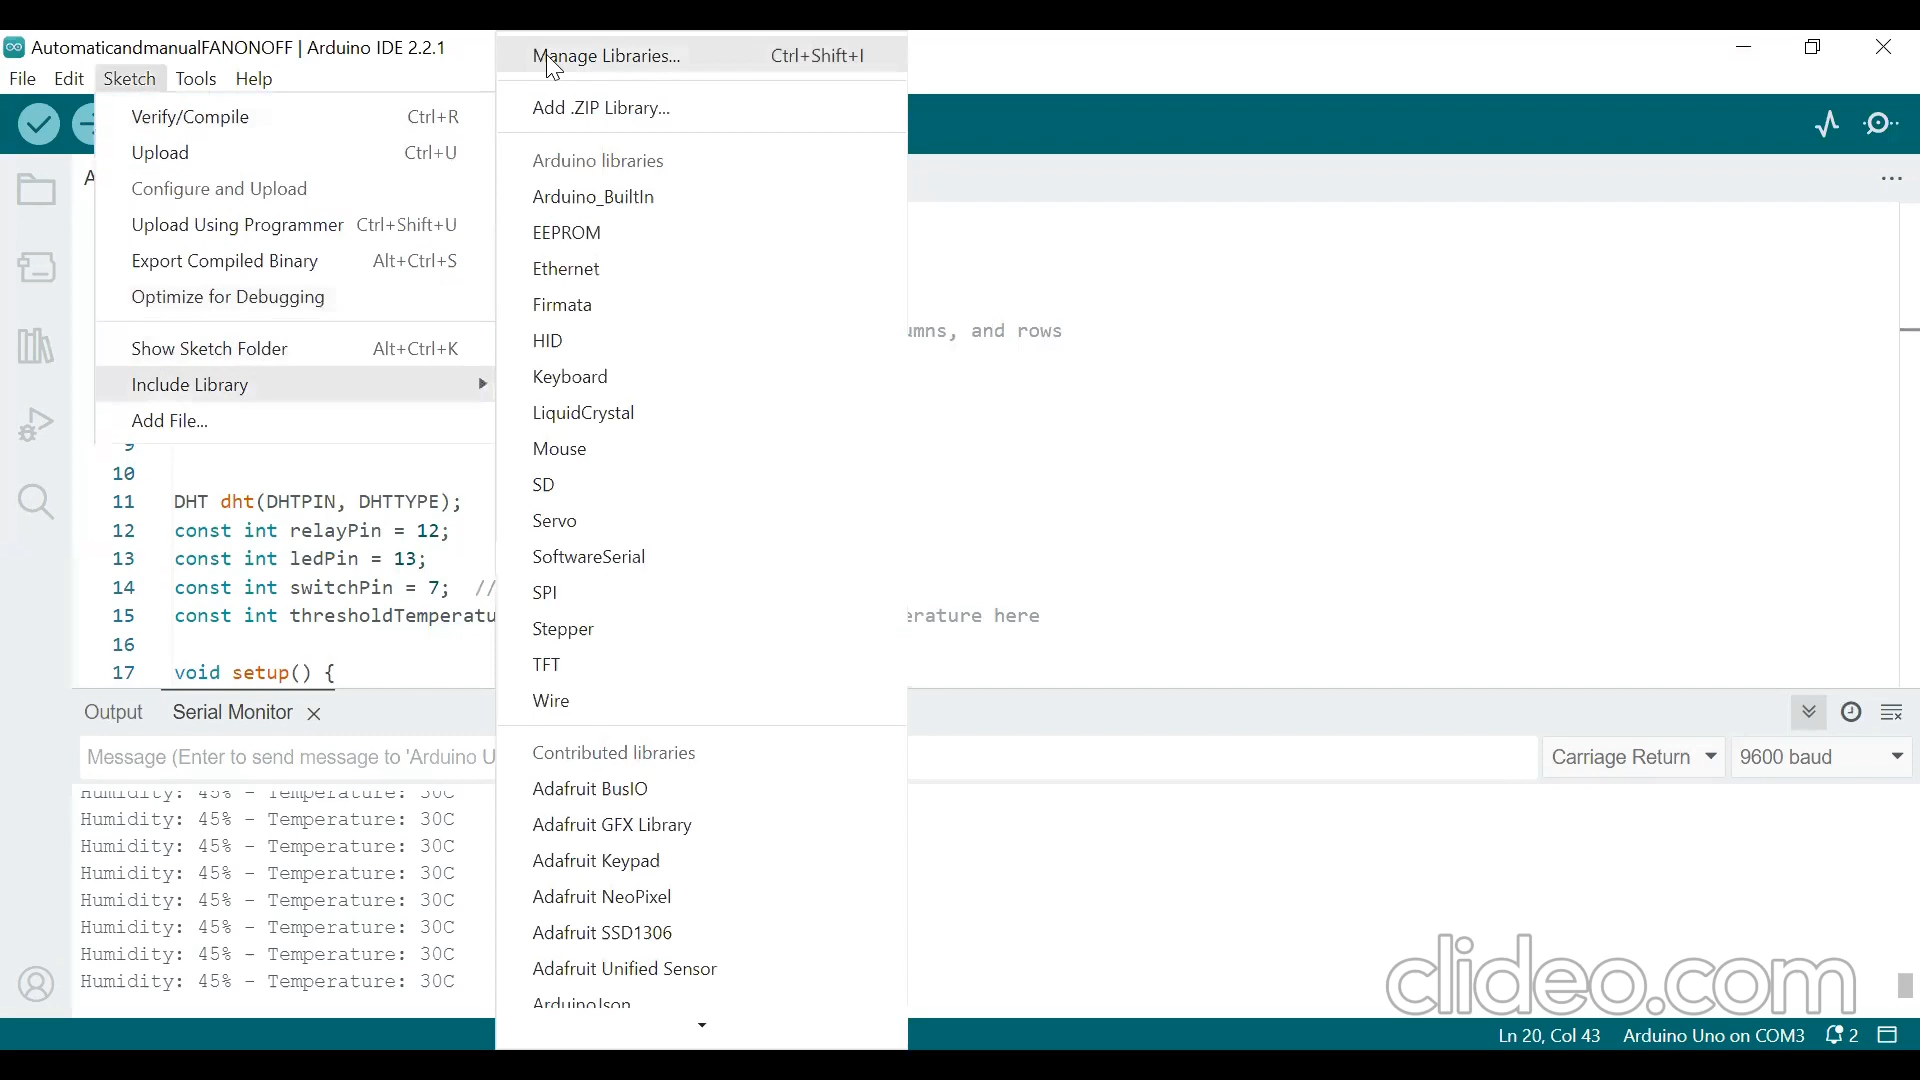 AutomaticandmanualFANONOFF | Arduino IDE 2.2.1
File Edit Sketch Tools Help
Verify/Compile Ctrl+R
Upload Ctrl+U
Configure and Upload
Upload Using Programmer Ctrl+Shift+U
Export Compiled Binary Alt+Ctrl+S
Optimize for Debugging
Show Sketch Folder Alt+Ctrl+K
Include Library
Add File...
Manage Libraries... Ctrl+Shift+I
Add .ZIP Library...
Arduino libraries
Arduino_BuiltIn
EEPROM
Ethernet
Firmata
HID
Keyboard
LiquidCrystal
Mouse
SD
Servo
SoftwareSerial
SPI
Stepper
TFT
Wire
Contributed libraries
Adafruit BusIO
Adafruit GFX Library
Adafruit Keypad
Adafruit NeoPixel
Adafruit SSD1306
Adafruit Unified Sensor
ArduinoJson
A
umns, and rows
9
10
11 DHT dht(DHTPIN, DHTTYPE);
12 const int relayPin = 12;
13 const int ledPin = 13;
14 const int switchPin = 7; //
15 const int thresholdTemperatu erature here
16
17 void setup() {
Output Serial Monitor
Message (Enter to send message to 'Arduino U
Carriage Return 9600 baud
Humidity: 45% - Temperature: 30C
Humidity: 45% - Temperature: 30C
Humidity: 45% - Temperature: 30C
Humidity: 45% - Temperature: 30C
Humidity: 45% - Temperature: 30C
Humidity: 45% - Temperature: 30C
Humidity: 45% - Temperature: 30C
Humidity: 45% - Temperature: 30C
clideo.com
Ln 20, Col 43 Arduino Uno on COM3 2